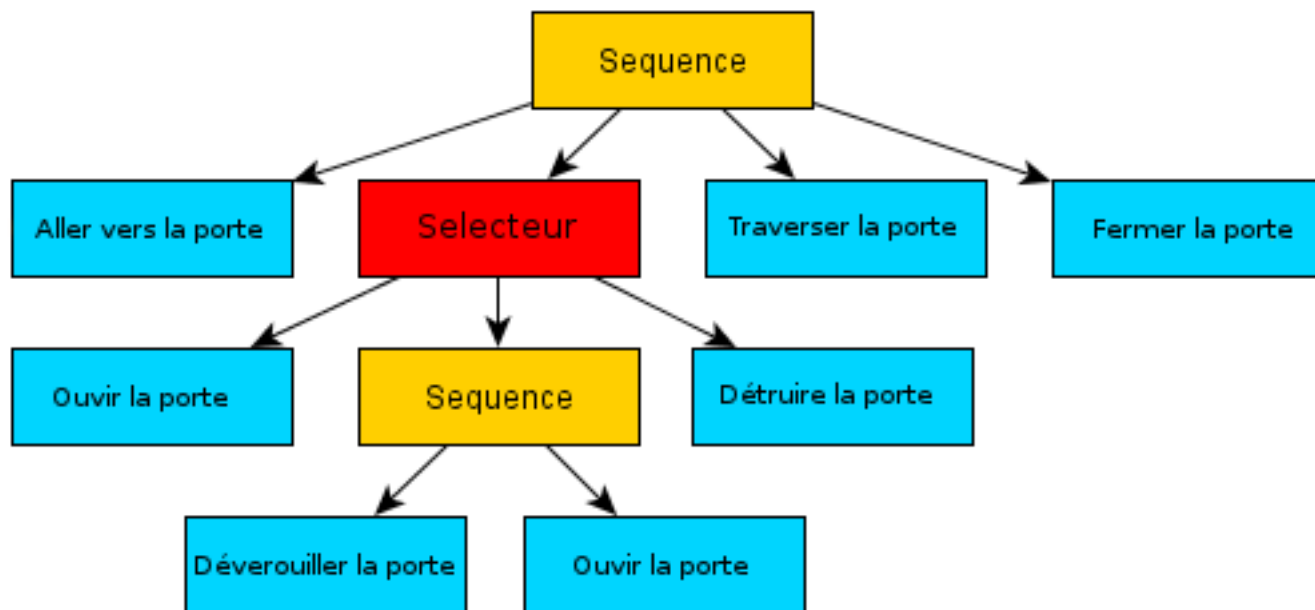 Sequence
Aller vers la porte
Selecteur
Traverser la porte
Fermer la porte
Ouvir la porte
Sequence
Détruire la porte
Déverouiller la porte
Ouvir la porte